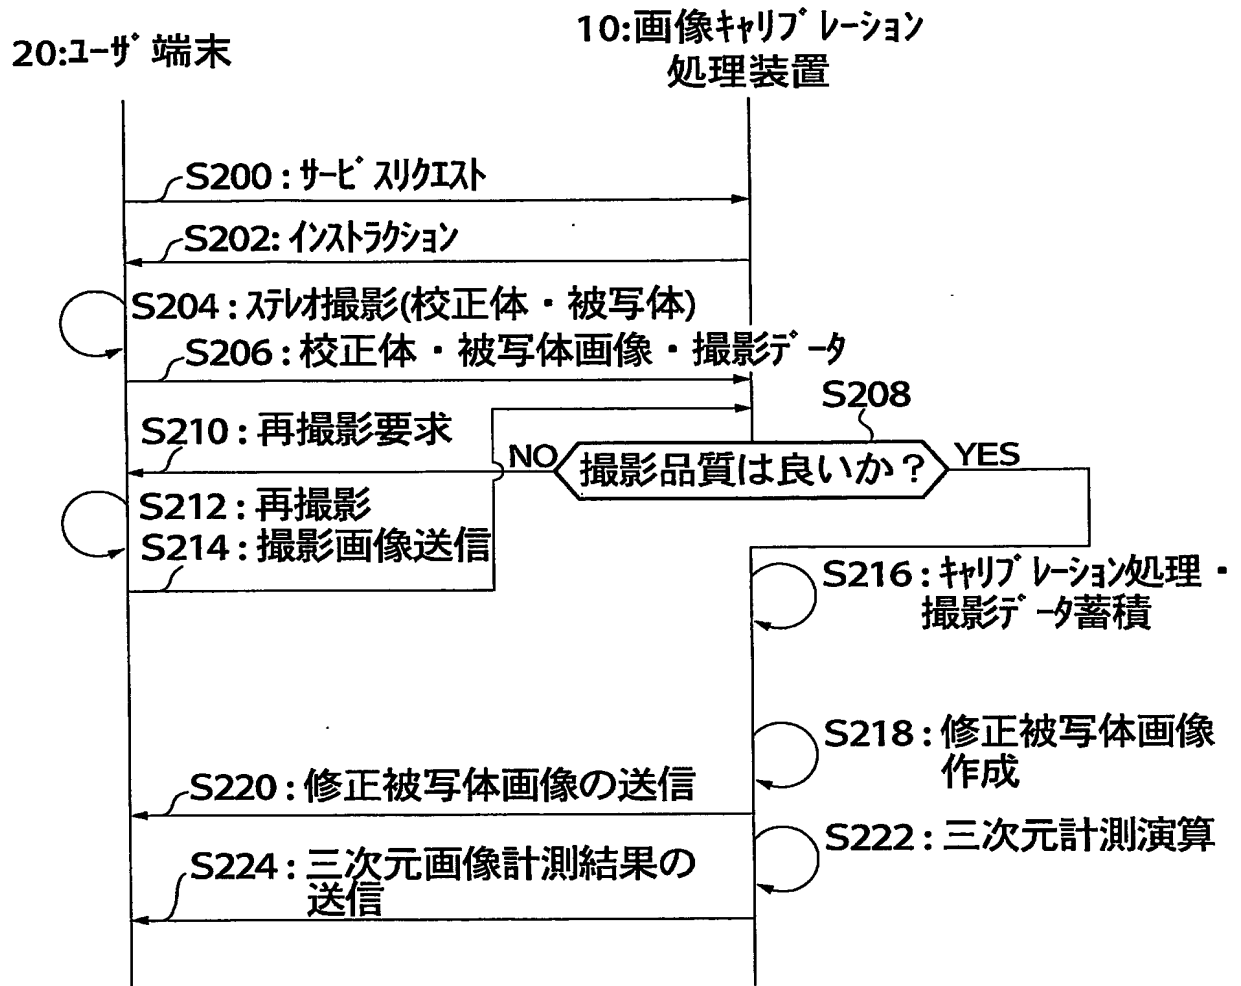 20:ﾕｰｻﾞ端末
10:画像ｷｬﾘﾌﾞﾚｰｼｮﾝ
処理装置
S200:ｻｰﾋﾞｽﾘｸｴｽﾄ
S202:ｲﾝｽﾄﾗｸｼｮﾝ
S204:ｽﾃﾚｵ撮影(校正体・被写体)
S206:校正体・被写体画像・撮影ﾃﾞｰﾀ
S208
S210:再撮影要求
NO
撮影品質は良いか？
YES
S212:再撮影
S214:撮影画像送信
S216:ｷｬﾘﾌﾞﾚｰｼｮﾝ処理・
撮影ﾃﾞｰﾀ蓄積
S218:修正被写体画像
作成
S220:修正被写体画像の送信
S222:三次元計測演算
S224:三次元画像計測結果の
送信